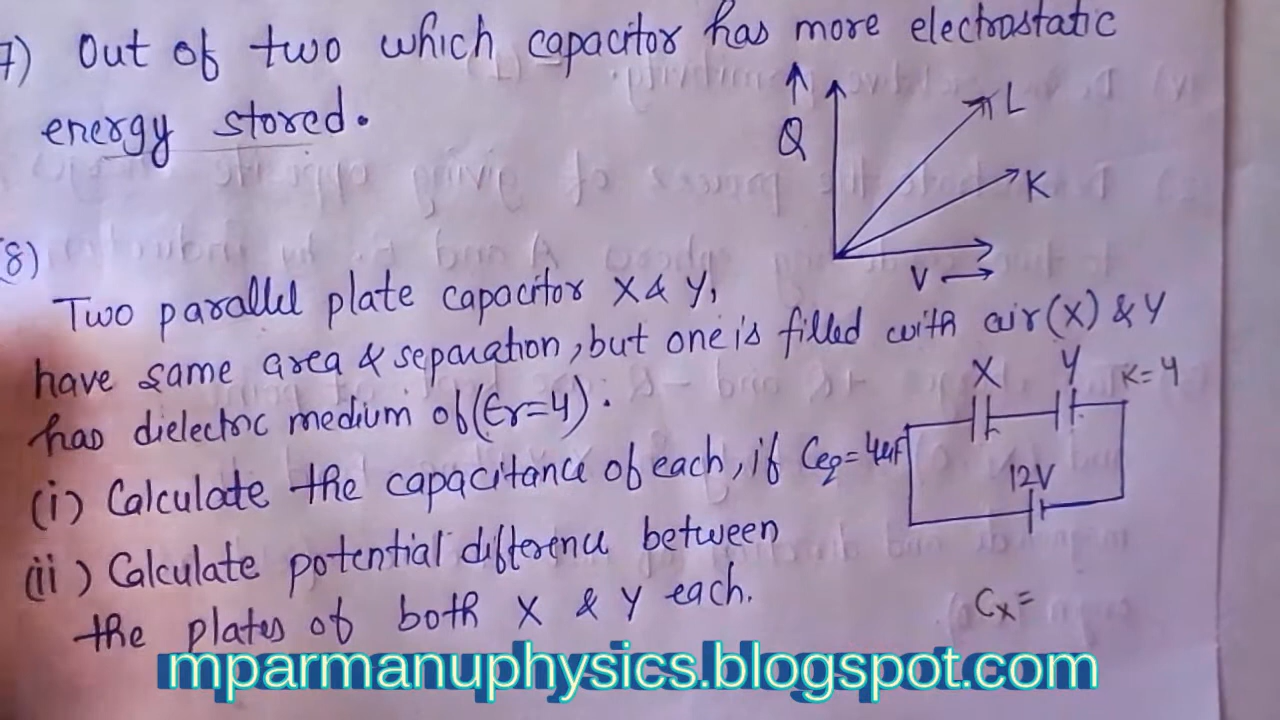 7) Out of two which capacitor has more electrostatic
energy stored.
Q
L
K
V
8)
Two parallel plate capacitor X & Y,
have same area & separation, but one is filled with air(X) & Y
has dielectric medium of (Er=4).
X Y K=4
(i) Calculate the capacitance of each, if Ceq=4μF
12V
(ii) Calculate potential difference between
the plates of both X & Y each.
Cx=
mparmanuphysics.blogspot.com